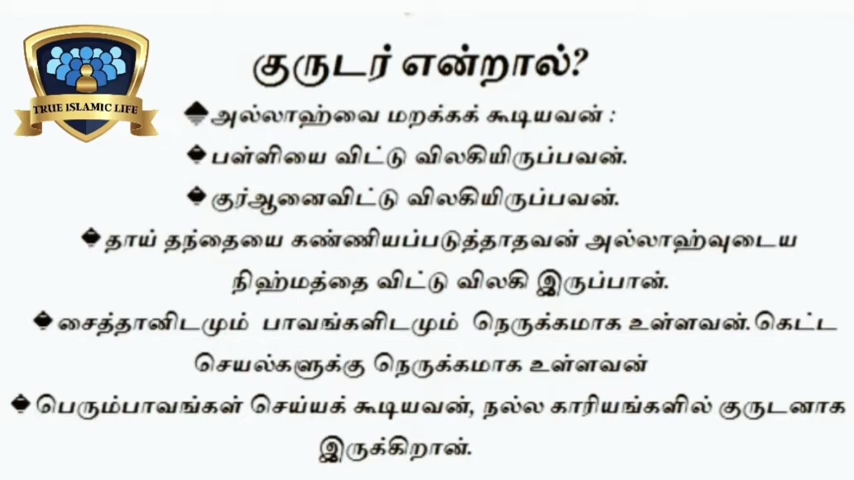 TRUE ISLAMIC LIFE
குருடர் என்றால்?
அல்லாஹ்வை மறக்கக் கூடியவன் :
பள்ளியை விட்டு விலகியிருப்பவன்.
குர்ஆனைவிட்டு விலகியிருப்பவன்.
தாய் தந்தையை கண்ணியப்படுத்தாதவன் அல்லாஹ்வுடைய
நிஹ்மத்தை விட்டு விலகி இருப்பான்.
சைத்தானிடமும் பாவங்களிடமும் நெருக்கமாக உள்ளவன். கெட்ட
செயல்களுக்கு நெருக்கமாக உள்ளவன்
பெரும்பாவங்கள் செய்யக் கூடியவன், நல்ல காரியங்களில் குருடனாக
இருக்கிறான்.